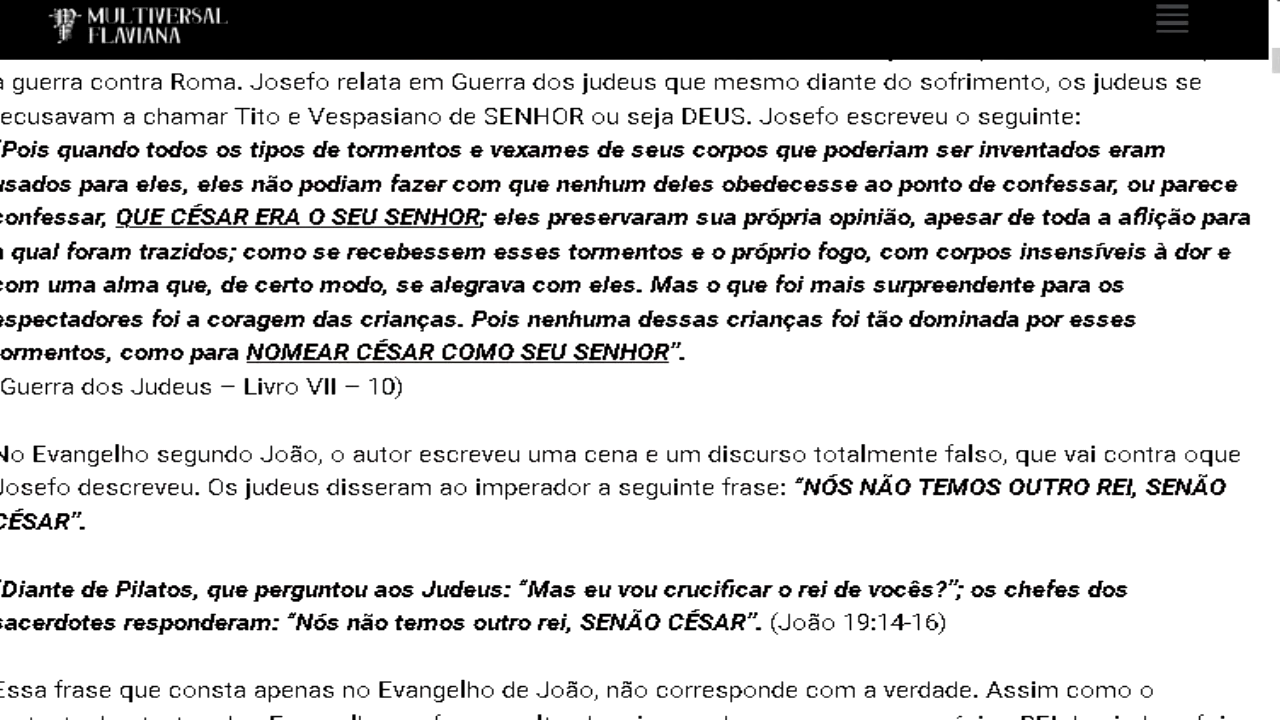 MULTIVERSAL
FLAVIANA
a guerra contra Roma. Josefo relata em Guerra dos judeus que mesmo diante do sofrimento, os judeus se
recusavam a chamar Tito e Vespasiano de SENHOR ou seja DEUS. Josefo escreveu o seguinte:
“Pois quando todos os tipos de tormentos e vexames de seus corpos que poderiam ser inventados eram
usados para eles, eles não podiam fazer com que nenhum deles obedecesse ao ponto de confessar, ou parece
confessar, QUE CÉSAR ERA O SEU SENHOR; eles preservaram sua própria opinião, apesar de toda a aflição para
a qual foram trazidos; como se recebessem esses tormentos e o próprio fogo, com corpos insensíveis à dor e
com uma alma que, de certo modo, se alegrava com eles. Mas o que foi mais surpreendente para os
espectadores foi a coragem das crianças. Pois nenhuma dessas crianças foi tão dominada por esses
tormentos, como para NOMEAR CÉSAR COMO SEU SENHOR”.
(Guerra dos Judeus – Livro VII – 10)
No Evangelho segundo João, o autor escreveu uma cena e um discurso totalmente falso, que vai contra oque
Josefo descreveu. Os judeus disseram ao imperador a seguinte frase: “NÓS NÃO TEMOS OUTRO REI, SENÃO
CÉSAR”.
“Diante de Pilatos, que perguntou aos Judeus: “Mas eu vou crucificar o rei de vocês?”; os chefes dos
sacerdotes responderam: “Nós não temos outro rei, SENÃO CÉSAR”. (João 19:14-16)
Essa frase que consta apenas no Evangelho de João, não corresponde com a verdade. Assim como o